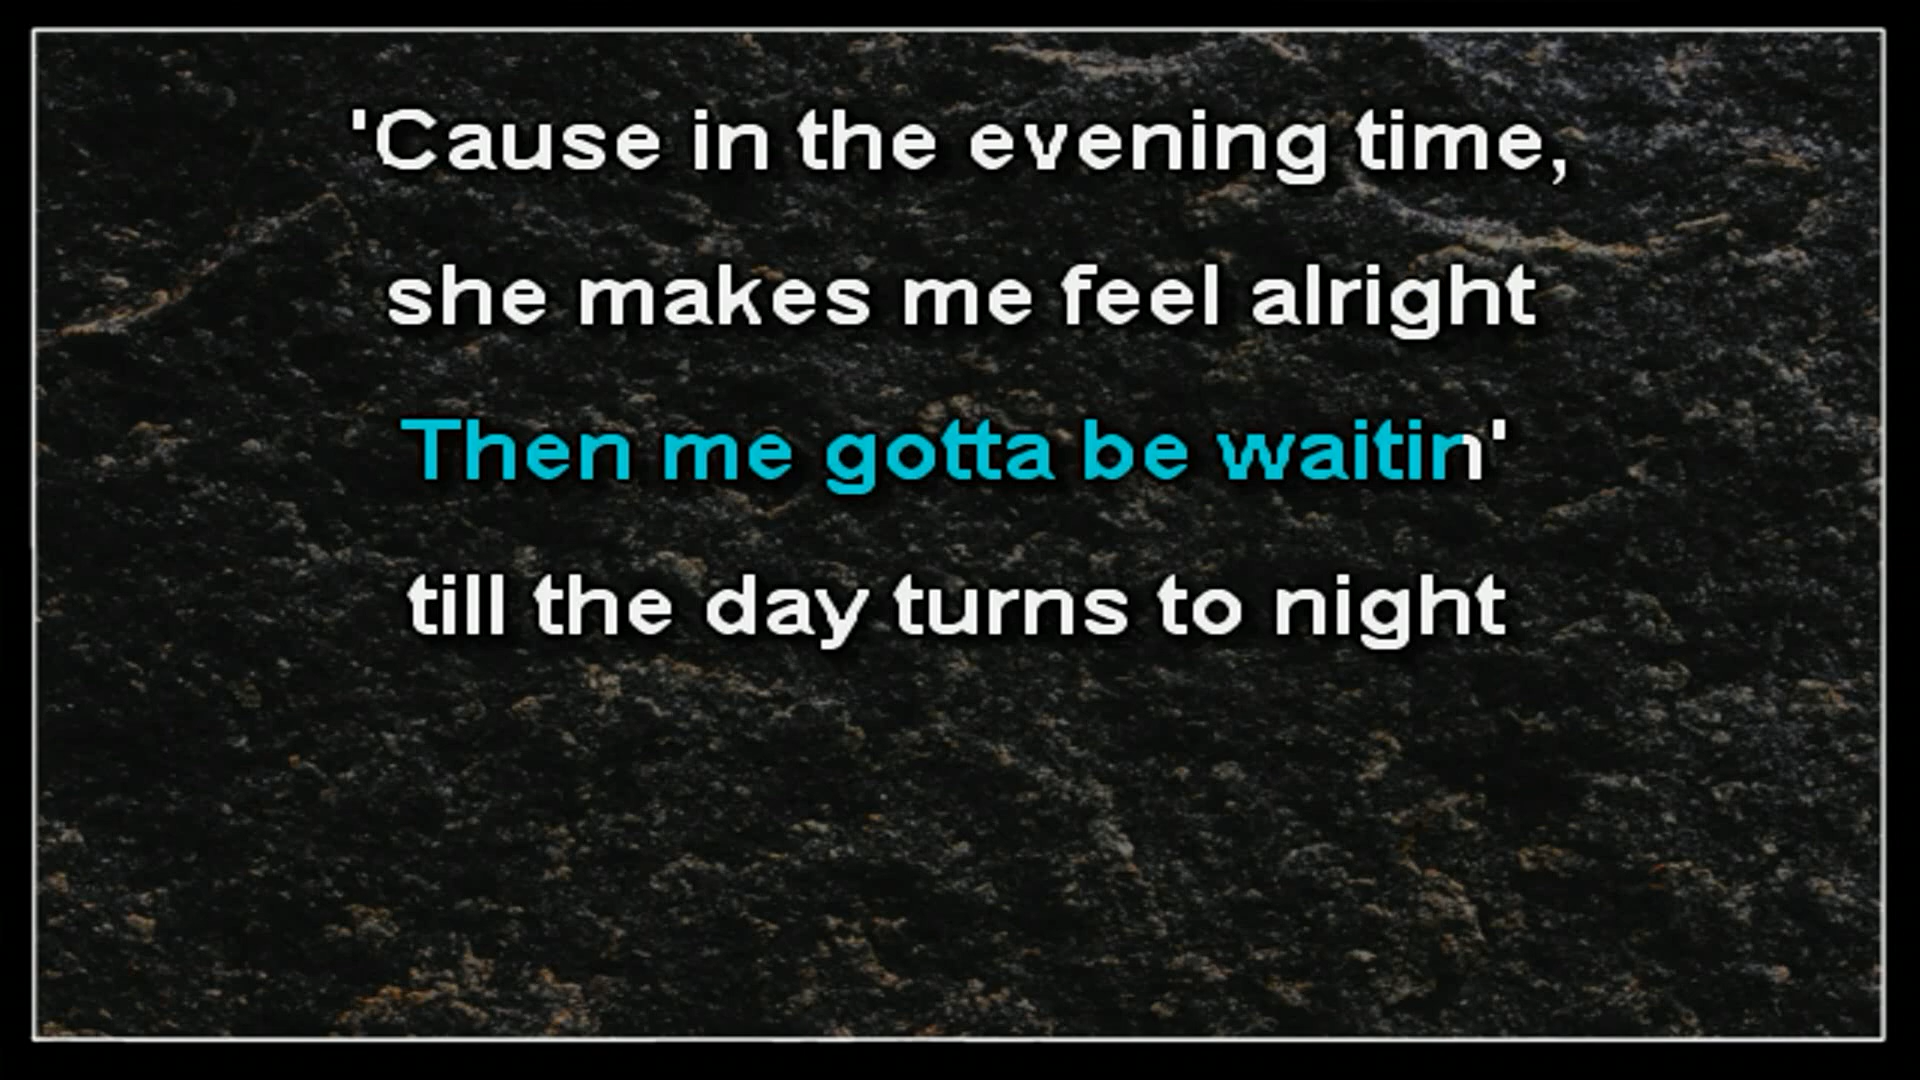 'Cause in the evening time,
she makes me feel alright
Then me gotta be waitin'
till the day turns to night